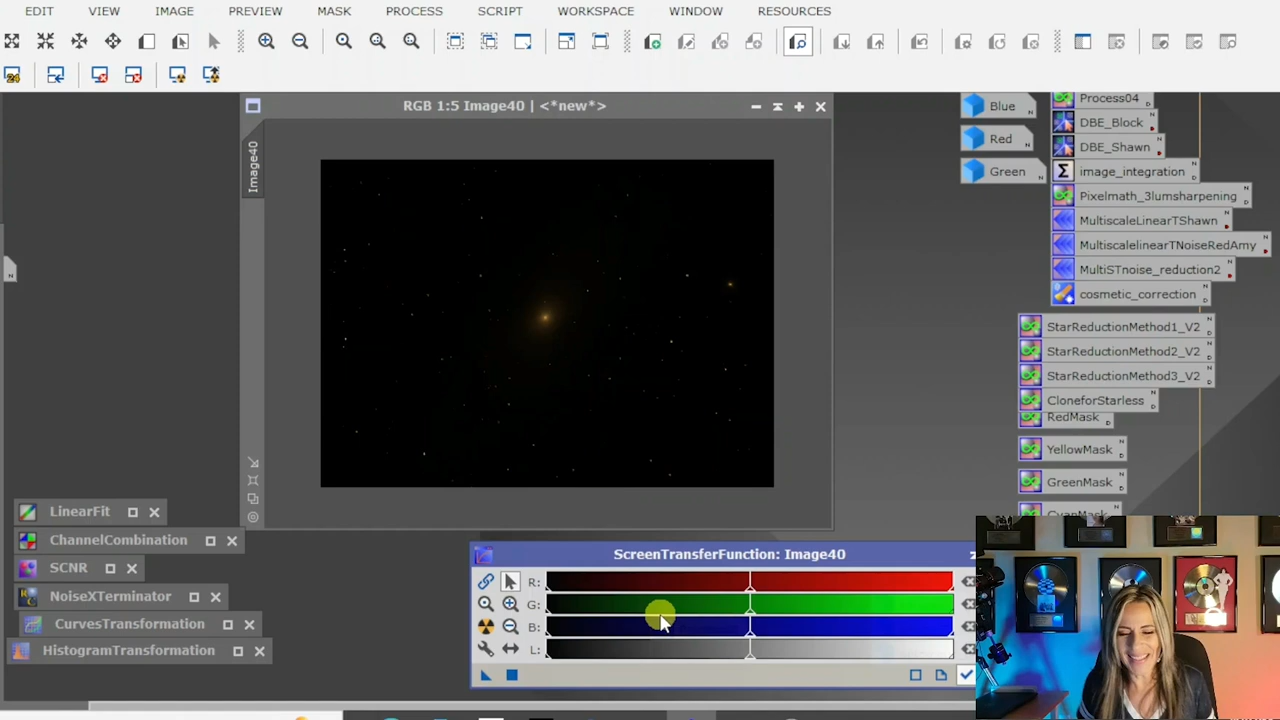 EDIT VIEW IMAGE PREVIEW MASK PROCESS SCRIPT WORKSPACE WINDOW RESOURCES
24
RGB 1:5 Image40 | <*new*>
Image40
Blue
Red
Green
Process04
DBE_Block
DBE_Shawn
image_integration
Pixelmath_3lumsharpening
MultiscaleLinearTShawn
MultiscalelinearTNoiseRedAmy
MultiSTnoise_reduction2
cosmetic_correction
StarReductionMethod1_V2
StarReductionMethod2_V2
StarReductionMethod3_V2
CloneforStarless
RedMask
YellowMask
GreenMask
CyanMask
LinearFit
ChannelCombination
SCNR
NoiseXTerminator
CurvesTransformation
HistogramTransformation
ScreenTransferFunction: Image40
R:
G:
B:
L: